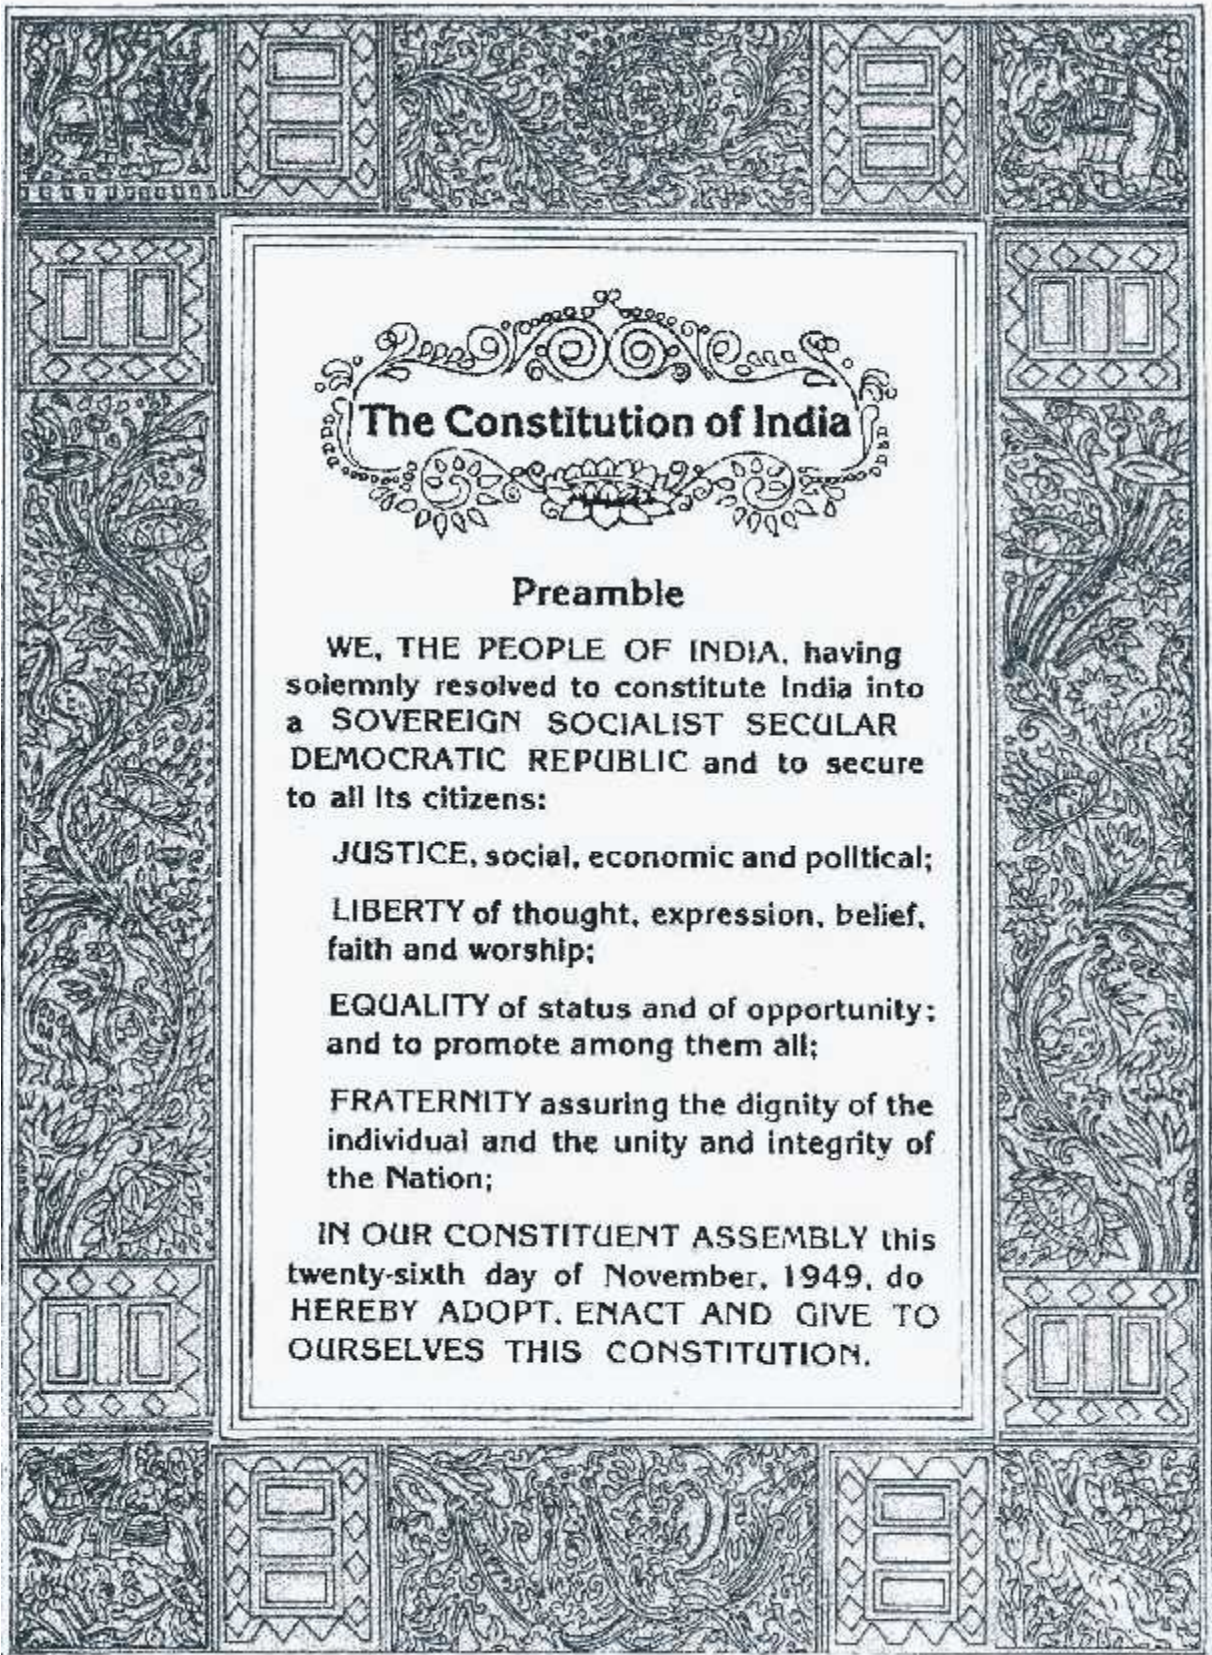 The Constitution of India
Preamble
WE, THE PEOPLE OF INDIA, having
solemnly resolved to constitute India into
a SOVEREIGN SOCIALIST SECULAR
DEMOCRATIC REPUBLIC and to secure
to all its citizens:
JUSTICE, social, economic and political;
LIBERTY of thought, expression, belief,
faith and worship;
EQUALITY of status and of opportunity;
and to promote among them all;
FRATERNITY assuring the dignity of the
individual and the unity and integrity of
the Nation;
IN OUR CONSTITUENT ASSEMBLY this
twenty-sixth day of November, 1949, do
HEREBY ADOPT, ENACT AND GIVE TO
OURSELVES THIS CONSTITUTION.